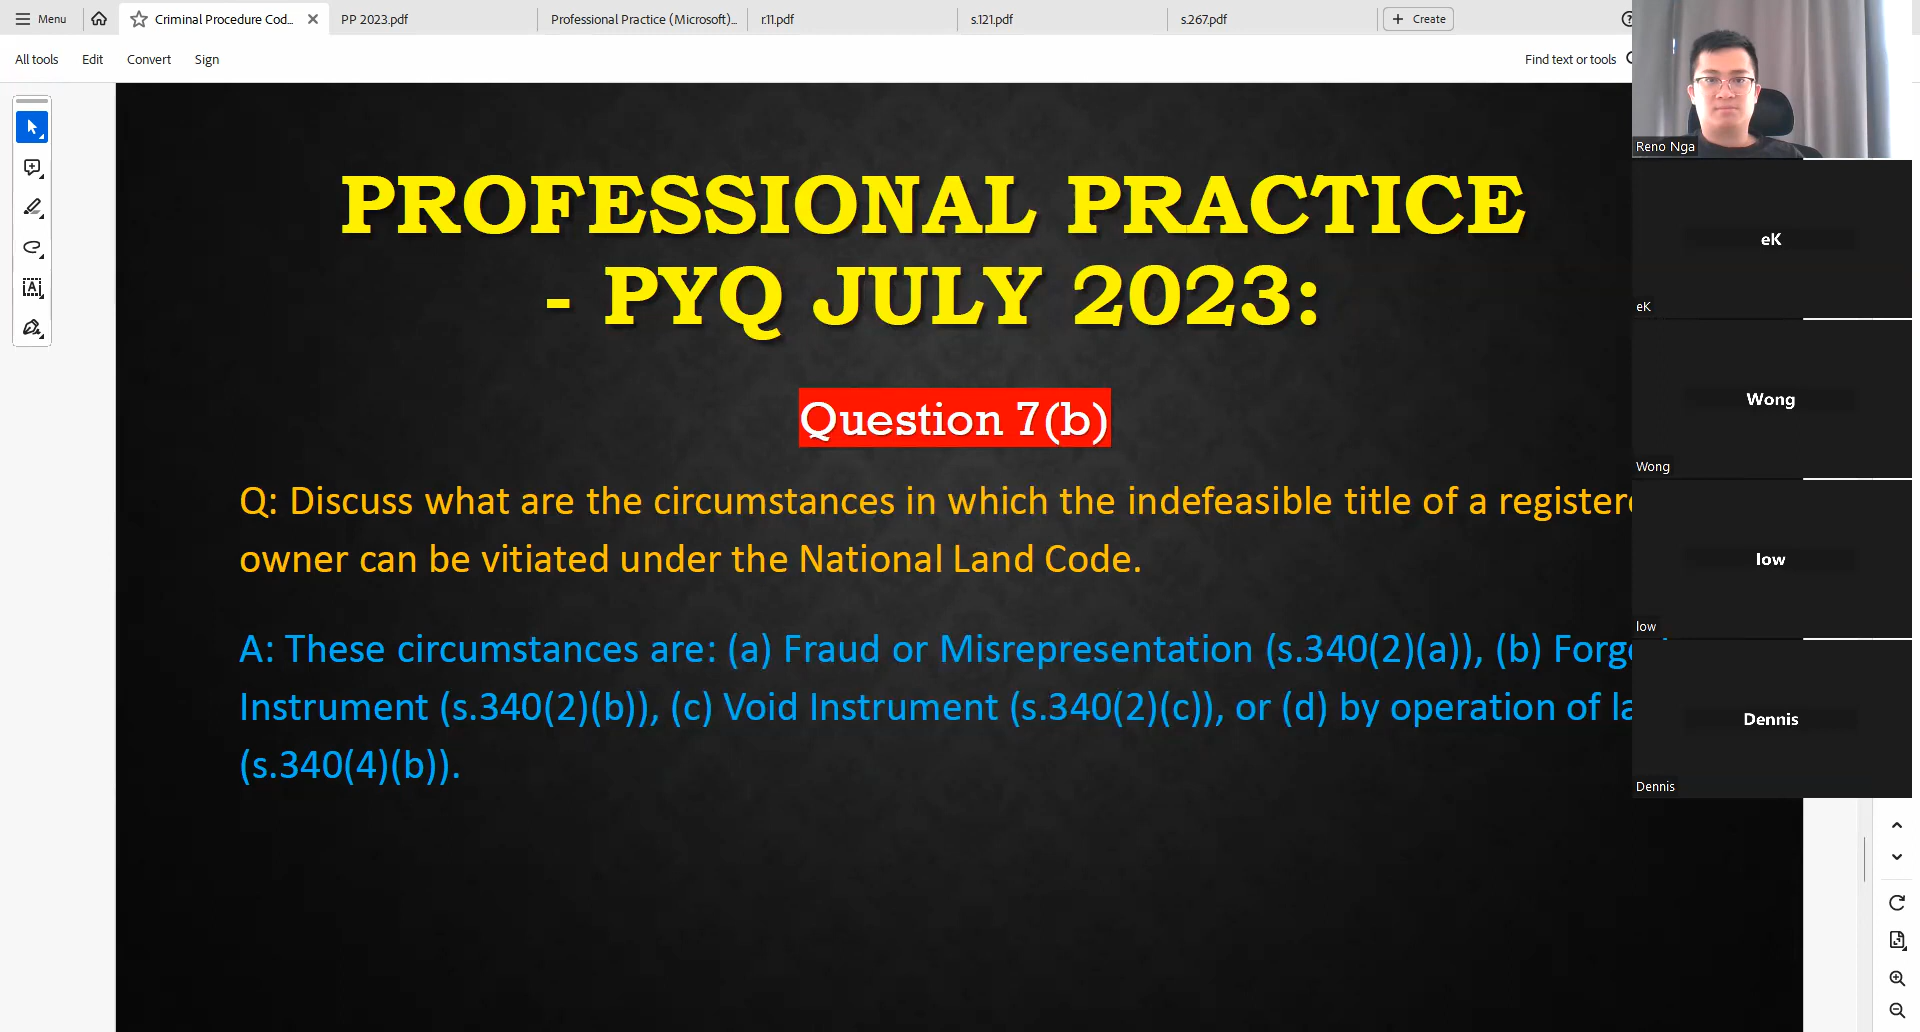 Menu
Criminal Procedure Cod...
PP 2023.pdf
Professional Practice (Microsoft)...
r.11.pdf
s.121.pdf
s.267.pdf
Create
All tools
Edit
Convert
Sign
Find text or tools
PROFESSIONAL PRACTICE
- PYQ JULY 2023:
Question 7(b)
Q: Discuss what are the circumstances in which the indefeasible title of a registere
owner can be vitiated under the National Land Code.
A: These circumstances are: (a) Fraud or Misrepresentation (s.340(2)(a)), (b) Forge
Instrument (s.340(2)(b)), (c) Void Instrument (s.340(2)(c)), or (d) by operation of la
(s.340(4)(b)).
Reno Nga
eK
eK
Wong
Wong
low
low
Dennis
Dennis